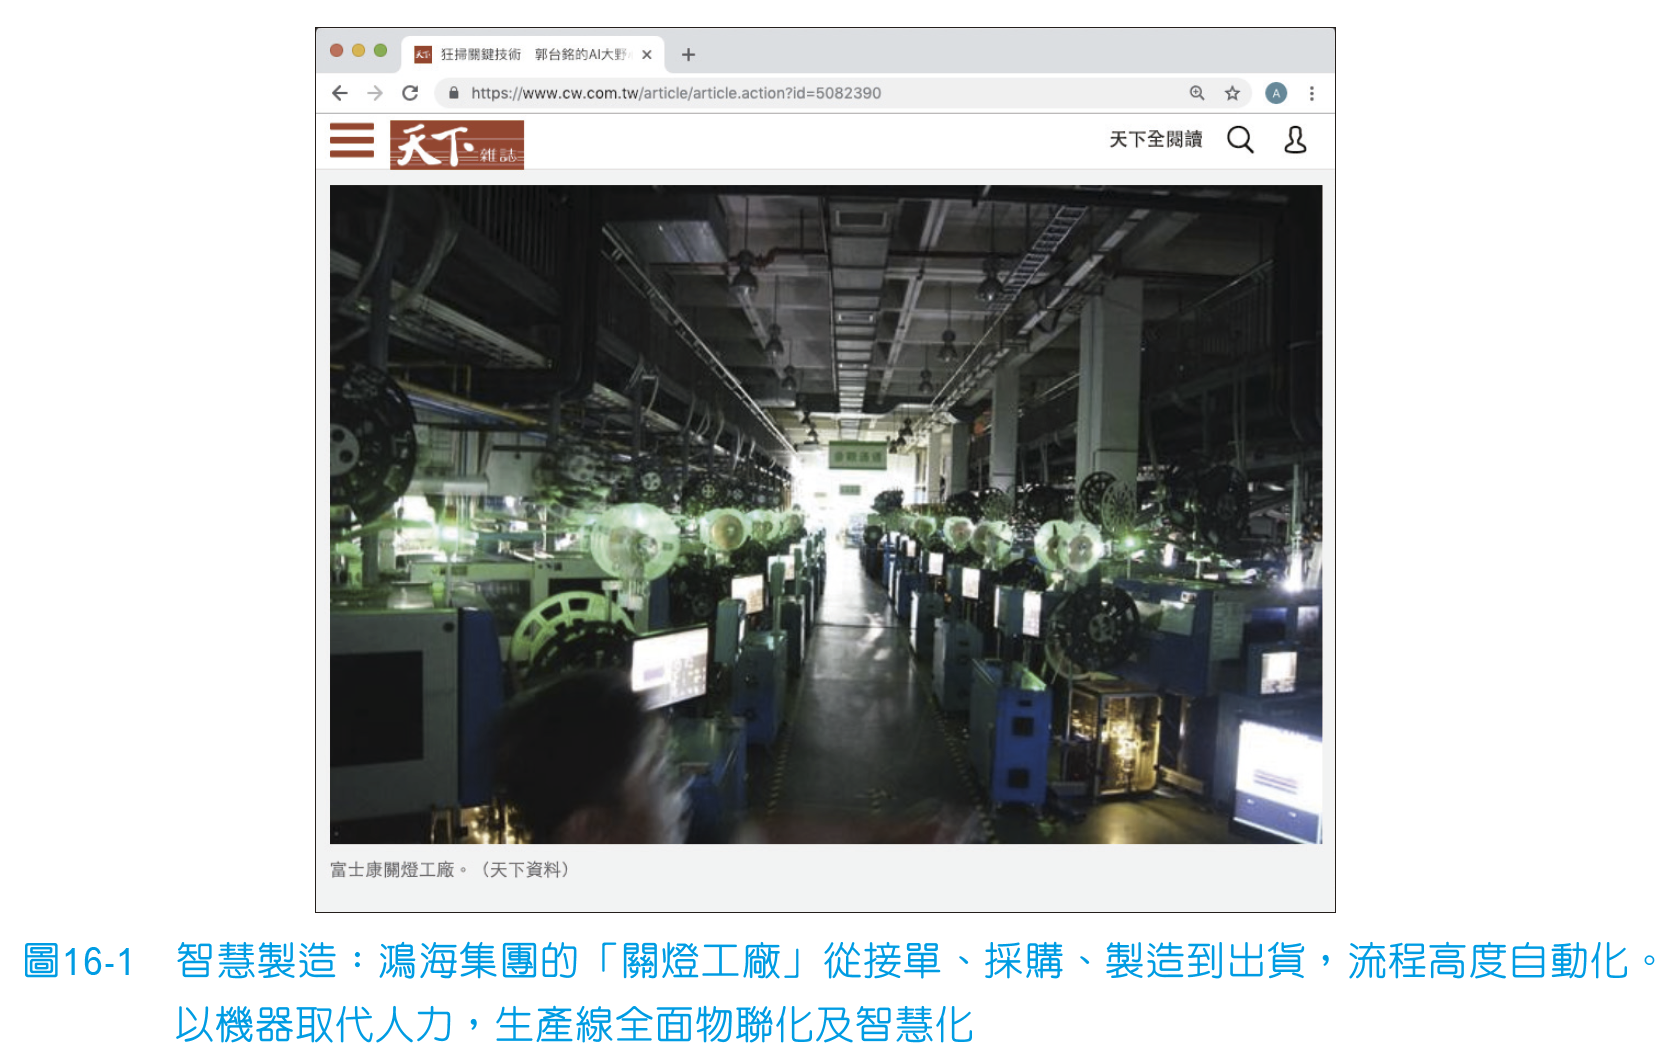 狂掃關鍵技術 郭台銘的AI大野
https://www.cw.com.tw/article/article.action?id=5082390
A
天下雜誌
天下全閱讀
富士康關燈工廠。（天下資料）
圖16-1 智慧製造：鴻海集團的「關燈工廠」從接單、採購、製造到出貨，流程高度自動化。
以機器取代人力，生產線全面物聯化及智慧化